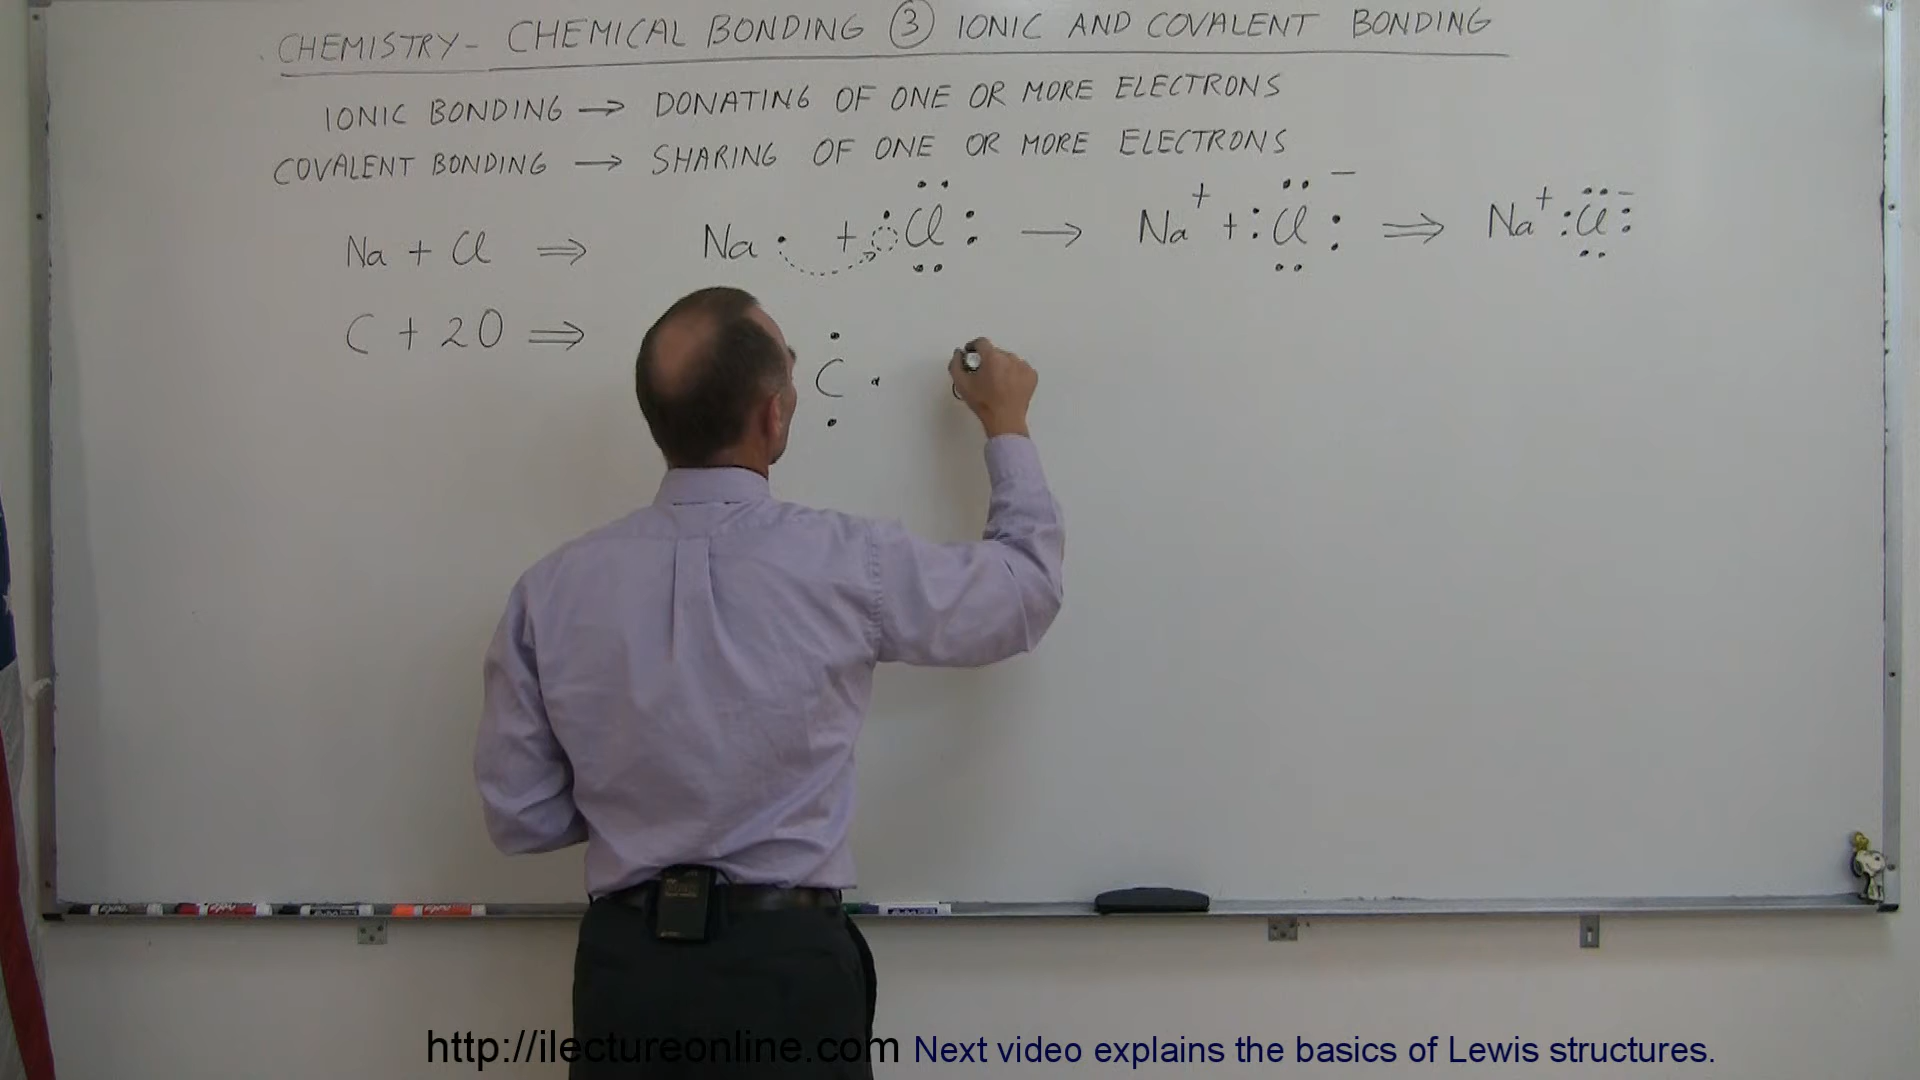 CHEMISTRY - CHEMICAL BONDING ③ IONIC AND COVALENT BONDING
IONIC BONDING → DONATING OF ONE OR MORE ELECTRONS
COVALENT BONDING → SHARING OF ONE OR MORE ELECTRONS
Na + Cl ⇒ Na· + :Cl: → Na⁺ + :Cl:⁻ ⇒ Na⁺ :Cl:⁻
C + 2O ⇒ C·
http://ilectureonline.com Next video explains the basics of Lewis structures.